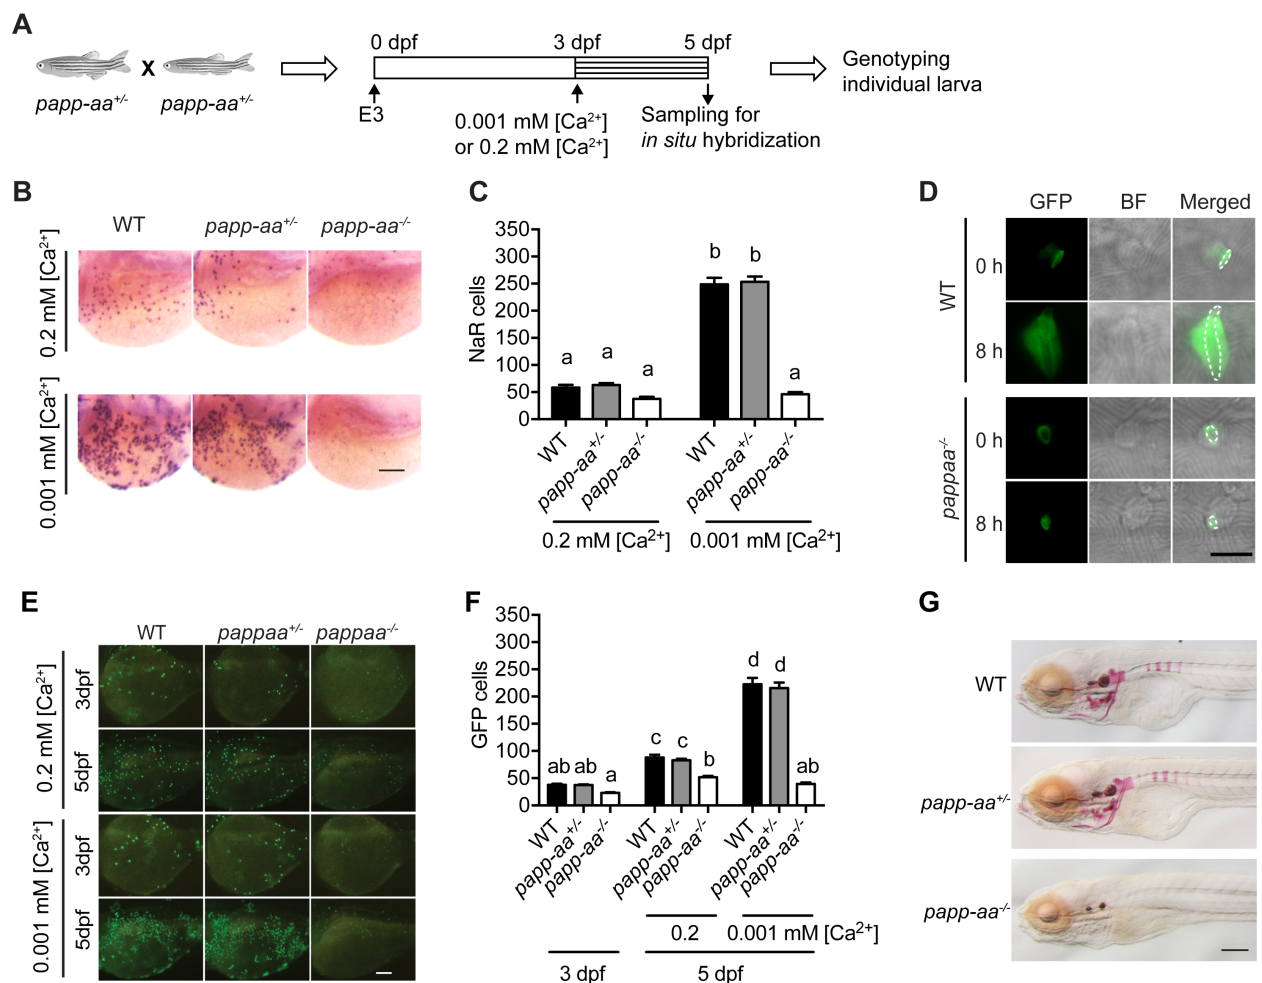 A
papp-aa+/- X papp-aa+/-
0 dpf 3 dpf 5 dpf
E3
0.001 mM [Ca2+]
or 0.2 mM [Ca2+]
Sampling for
in situ hybridization
Genotyping
individual larva
B
WT papp-aa+/- papp-aa-/-
0.2 mM [Ca2+]
0.001 mM [Ca2+]
C
NaR cells
350
300
250
200
150
100
50
0
a a a b b a
WT papp-aa+/- papp-aa-/- WT papp-aa+/- papp-aa-/-
0.2 mM [Ca2+] 0.001 mM [Ca2+]
D
GFP BF Merged
WT
0 h
8 h
pappaa-/-
0 h
8 h
E
WT pappaa+/- pappaa-/-
0.2 mM [Ca2+]
3dpf
5dpf
0.001 mM [Ca2+]
3dpf
5dpf
F
GFP cells
350
300
250
200
150
100
50
0
ab ab a c c b d d ab
WT papp-aa+/- papp-aa-/- WT papp-aa+/- papp-aa-/- WT papp-aa+/- papp-aa-/-
0.2 0.001 mM [Ca2+]
3 dpf 5 dpf
G
WT
papp-aa+/-
papp-aa-/-